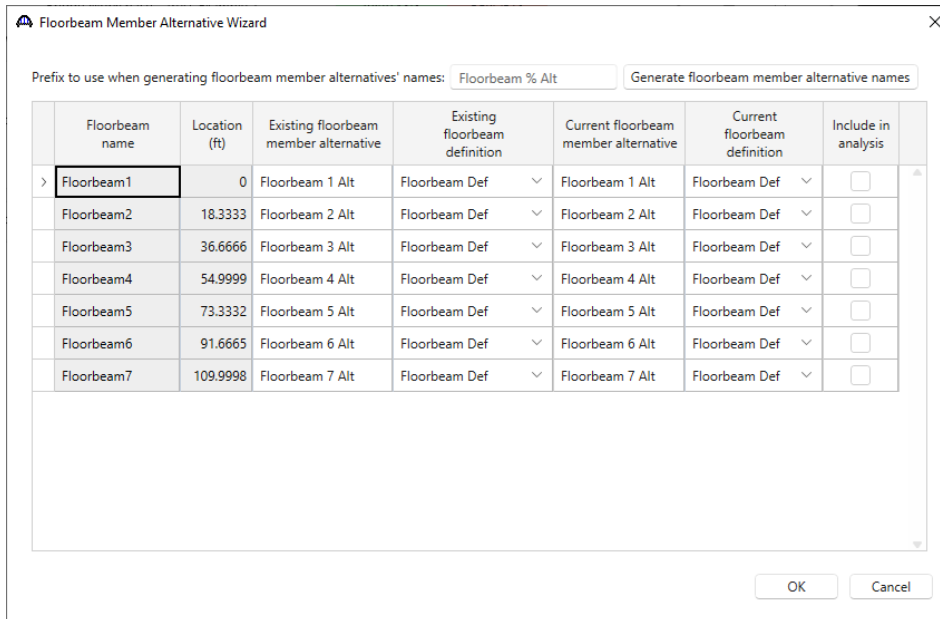 Floorbeam Member Alternative Wizard
Prefix to use when generating floorbeam member alternatives' names: Floorbeam % Alt Generate floorbeam member alternative names
Floorbeam name Location (ft) Existing floorbeam member alternative Existing floorbeam definition Current floorbeam member alternative Current floorbeam definition Include in analysis
Floorbeam1 0 Floorbeam 1 Alt Floorbeam Def Floorbeam 1 Alt Floorbeam Def
Floorbeam2 18.3333 Floorbeam 2 Alt Floorbeam Def Floorbeam 2 Alt Floorbeam Def
Floorbeam3 36.6666 Floorbeam 3 Alt Floorbeam Def Floorbeam 3 Alt Floorbeam Def
Floorbeam4 54.9999 Floorbeam 4 Alt Floorbeam Def Floorbeam 4 Alt Floorbeam Def
Floorbeam5 73.3332 Floorbeam 5 Alt Floorbeam Def Floorbeam 5 Alt Floorbeam Def
Floorbeam6 91.6665 Floorbeam 6 Alt Floorbeam Def Floorbeam 6 Alt Floorbeam Def
Floorbeam7 109.9998 Floorbeam 7 Alt Floorbeam Def Floorbeam 7 Alt Floorbeam Def
OK Cancel